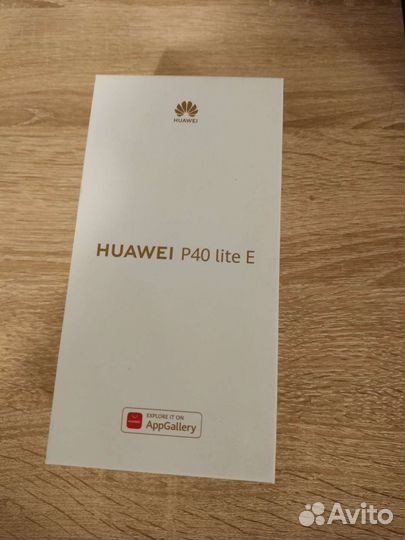 HUAWEI
HUAWEI P40 lite E
EXPLORE IT ON
AppGallery
Avito